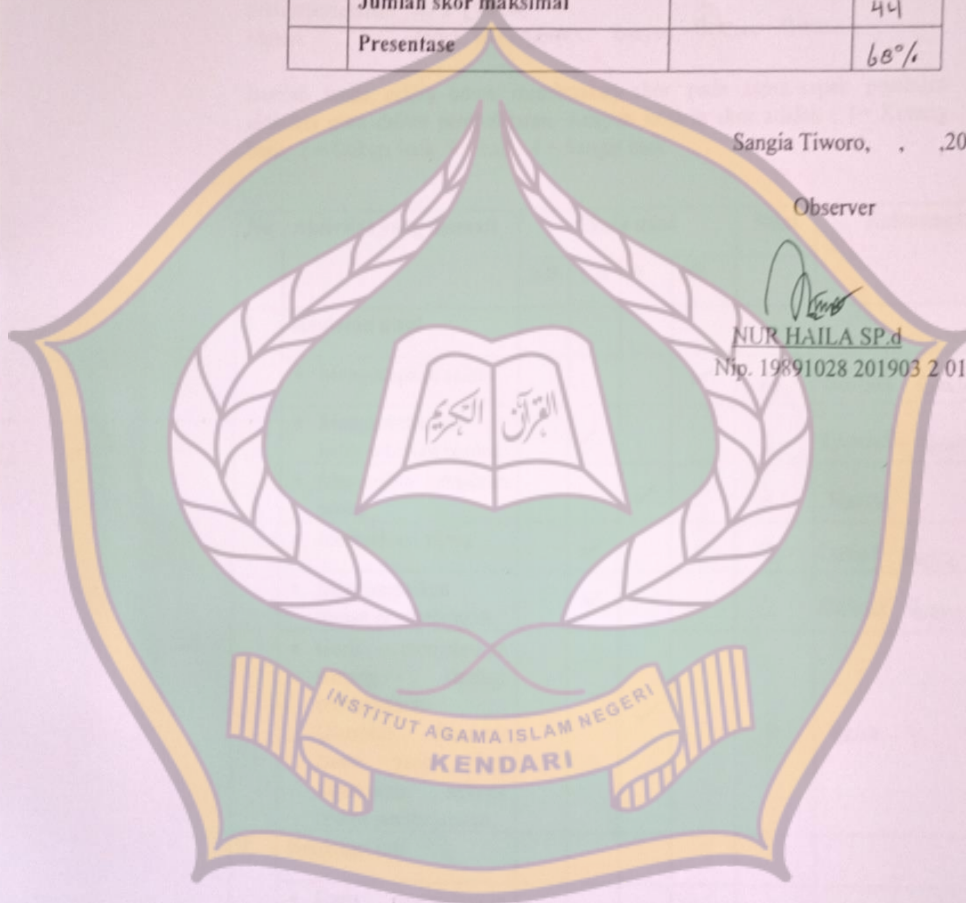 Jumlah skor maksimal 44
Presentase 68%
Sangia Tiworo, , ,20
Observer
NUR HAILA SP.d
Nip. 19891028 201903 2 01
القرآن الكريم
INSTITUT AGAMA ISLAM NEGERI
KENDARI